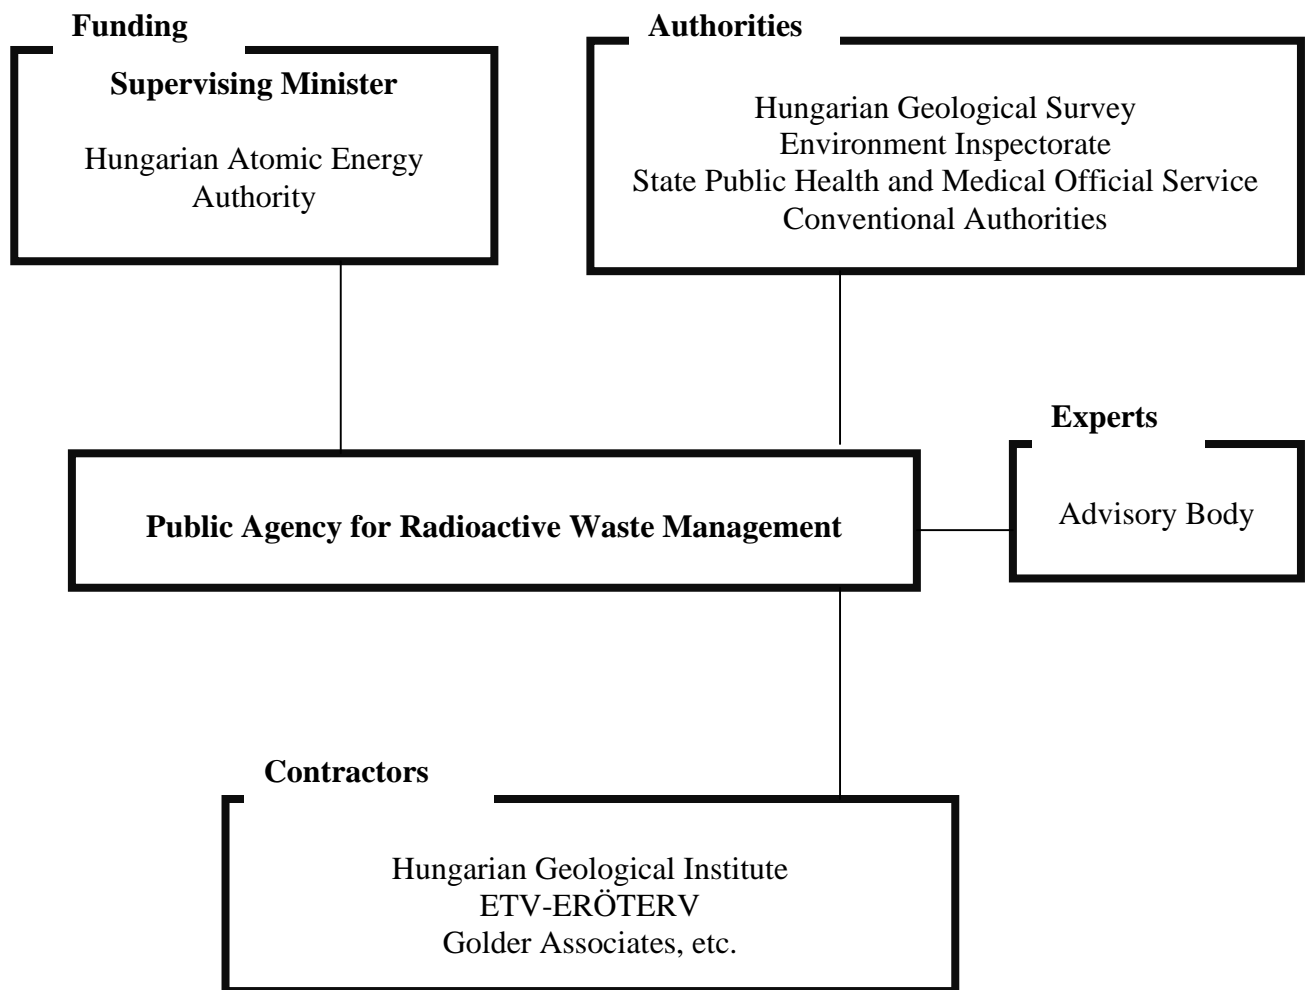 Funding
Supervising Minister
Hungarian Atomic Energy
Authority
Authorities
Hungarian Geological Survey
Environment Inspectorate
State Public Health and Medical Official Service
Conventional Authorities
Experts
Advisory Body
Public Agency for Radioactive Waste Management
Contractors
Hungarian Geological Institute
ETV-ERÖTERV
Golder Associates, etc.